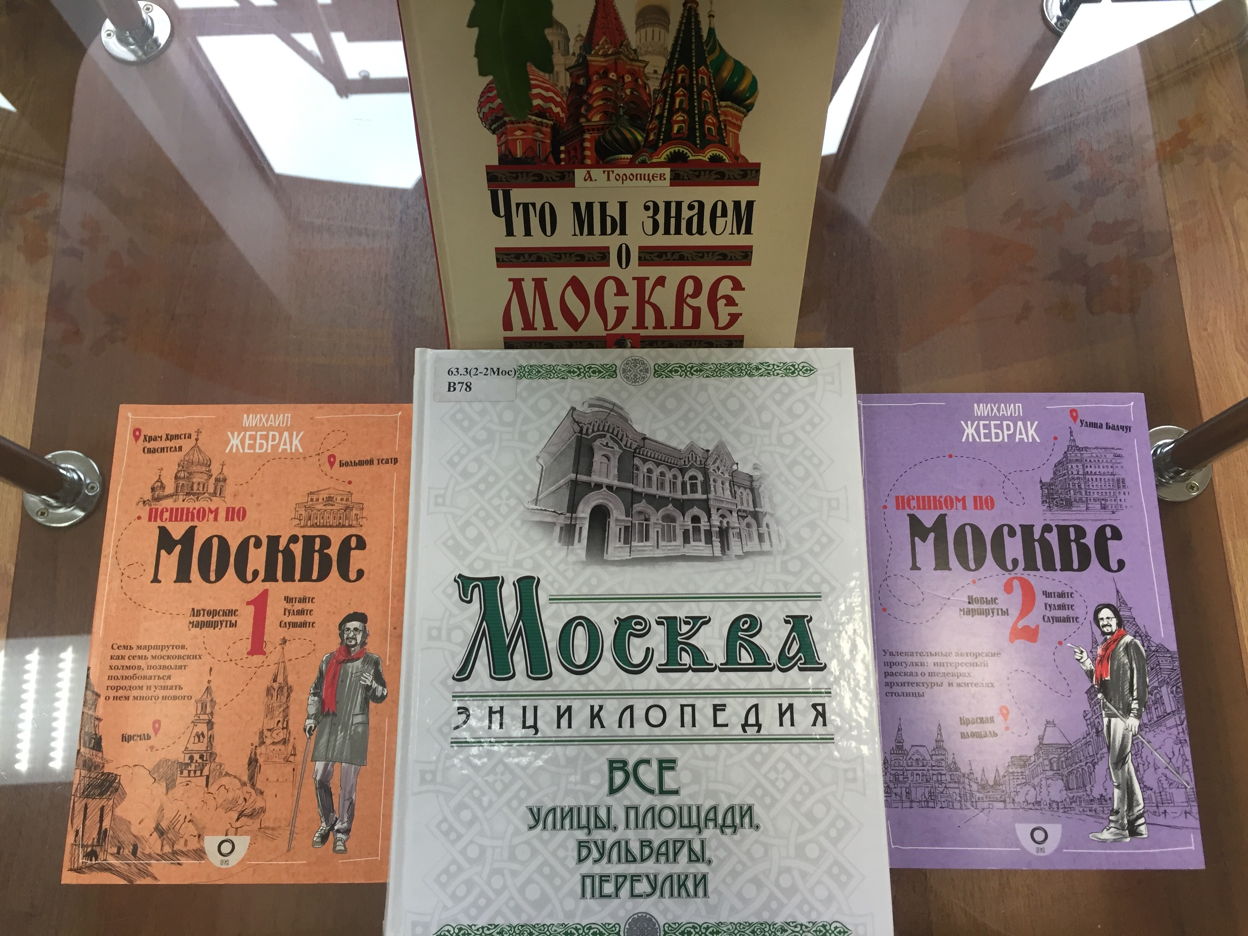 А. Торопцев
Что мы знаем
о
Москве
63.3(2-2Мос)
В78
Москва
энциклопедия
Все
улицы, площади,
бульвары,
переулки
Михаил
Жебрак
Храм Христа
Спасителя
Большой театр
Пешком по
Москве
1
Авторские
маршруты
Читайте
Гуляйте
Слушайте
Семь маршрутов,
как семь московских
холмов, позволят
полюбоваться
городом и узнать
о нем много нового
Кремль
Михаил
Жебрак
Улица Балчуг
Пешком по
Москве
2
Новые
маршруты
Читайте
Гуляйте
Слушайте
Увлекательные авторские
прогулки: интересный
рассказ о шедеврах
архитектуры и жителях
столицы
Красная
площадь